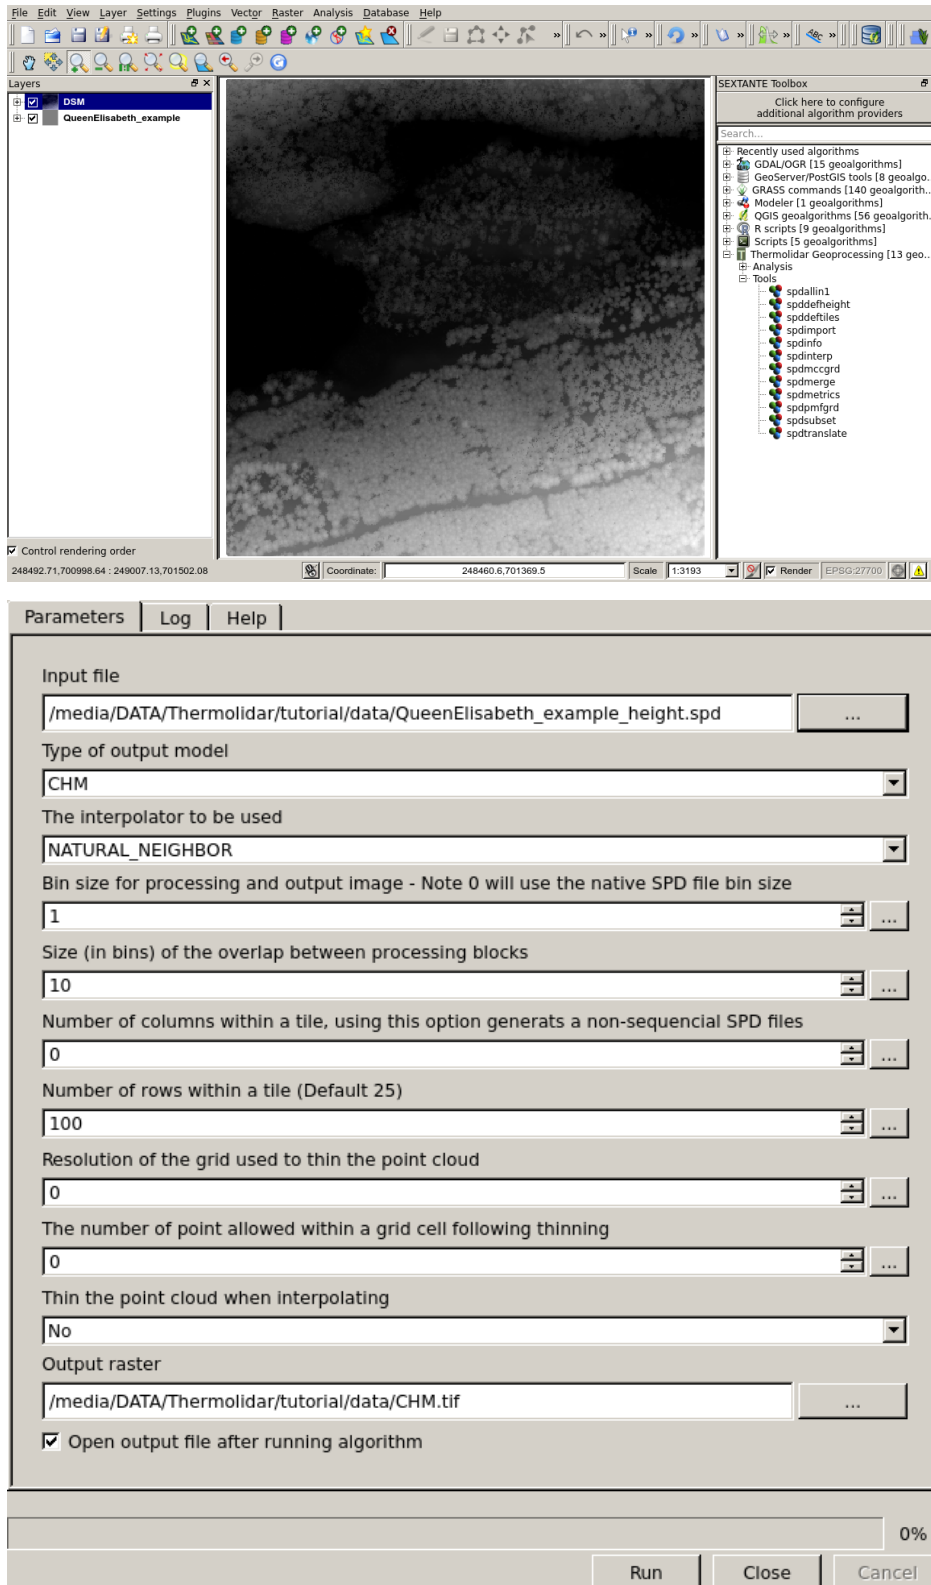 File Edit View Layer Settings Plugins Vector Raster Analysis Database Help
Layers
DSM
QueenElisabeth_example
Control rendering order
SEXTANTE Toolbox
Click here to configure
additional algorithm providers
Search...
Recently used algorithms
GDAL/OGR [15 geoalgorithms]
GeoServer/PostGIS tools [8 geoalgo..
GRASS commands [140 geoalgorith..
Modeler [1 geoalgorithms]
QGIS geoalgorithms [56 geoalgorith..
R scripts [9 geoalgorithms]
Scripts [5 geoalgorithms]
Thermolidar Geoprocessing [13 geo...
Analysis
Tools
spdallin1
spddefheight
spddeftiles
spdimport
spdinfo
spdinterp
spdmccgrd
spdmerge
spdmetrics
spdpmfgrd
spdsubset
spdtranslate
248492.71,700998.64 : 249007.13,701502.08 Coordinate: 248460.6,701369.5 Scale 1:3193 Render EPSG:27700
Parameters Log Help
Input file
/media/DATA/Thermolidar/tutorial/data/QueenElisabeth_example_height.spd ...
Type of output model
CHM
The interpolator to be used
NATURAL_NEIGHBOR
Bin size for processing and output image - Note 0 will use the native SPD file bin size
1 ...
Size (in bins) of the overlap between processing blocks
10 ...
Number of columns within a tile, using this option generats a non-sequencial SPD files
0 ...
Number of rows within a tile (Default 25)
100 ...
Resolution of the grid used to thin the point cloud
0 ...
The number of point allowed within a grid cell following thinning
0 ...
Thin the point cloud when interpolating
No
Output raster
/media/DATA/Thermolidar/tutorial/data/CHM.tif ...
Open output file after running algorithm
0%
Run Close Cancel